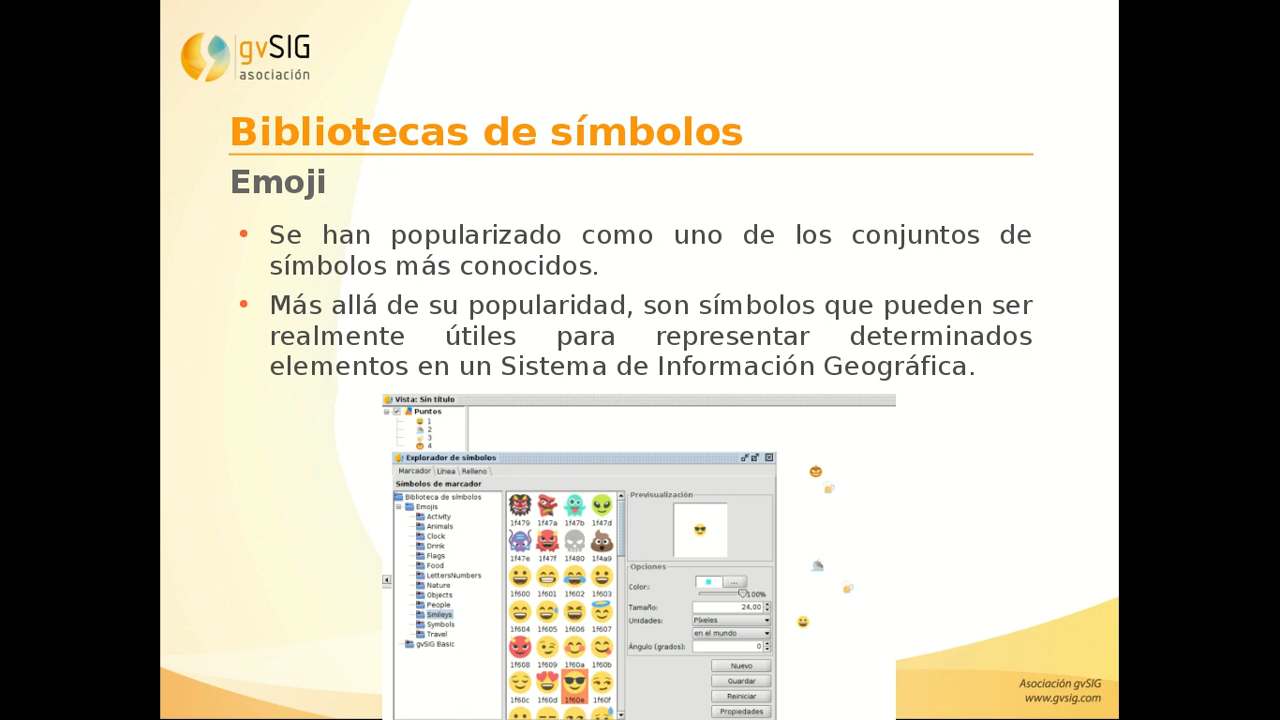 gvSIG
asociación
Bibliotecas de símbolos
Emoji
• Se han popularizado como uno de los conjuntos de
símbolos más conocidos.
• Más allá de su popularidad, son símbolos que pueden ser
realmente útiles para representar determinados
elementos en un Sistema de Información Geográfica.
Vista: Sin título
Puntos
1
2
3
4
Explorador de símbolos
Marcador Línea Relleno
Símbolos de marcador
Biblioteca de símbolos
Emojis
Activity
Animals
Clock
Drink
Flags
Food
LettersNumbers
Nature
Objects
People
Smileys
Symbols
Travel
gvSIG Basic
1f479 1f47a 1f47b 1f47d
1f47e 1f47f 1f480 1f4a9
1f600 1f601 1f602 1f603
1f604 1f605 1f606 1f607
1f608 1f609 1f60a 1f60b
1f60c 1f60d 1f60e 1f60f
Previsualización
Opciones
Color:
...
100%
Tamaño: 24,00
Unidades: Píxeles
en el mundo
Ángulo (grados): 0
Nuevo
Guardar
Reiniciar
Propiedades
Asociación gvSIG
www.gvsig.com